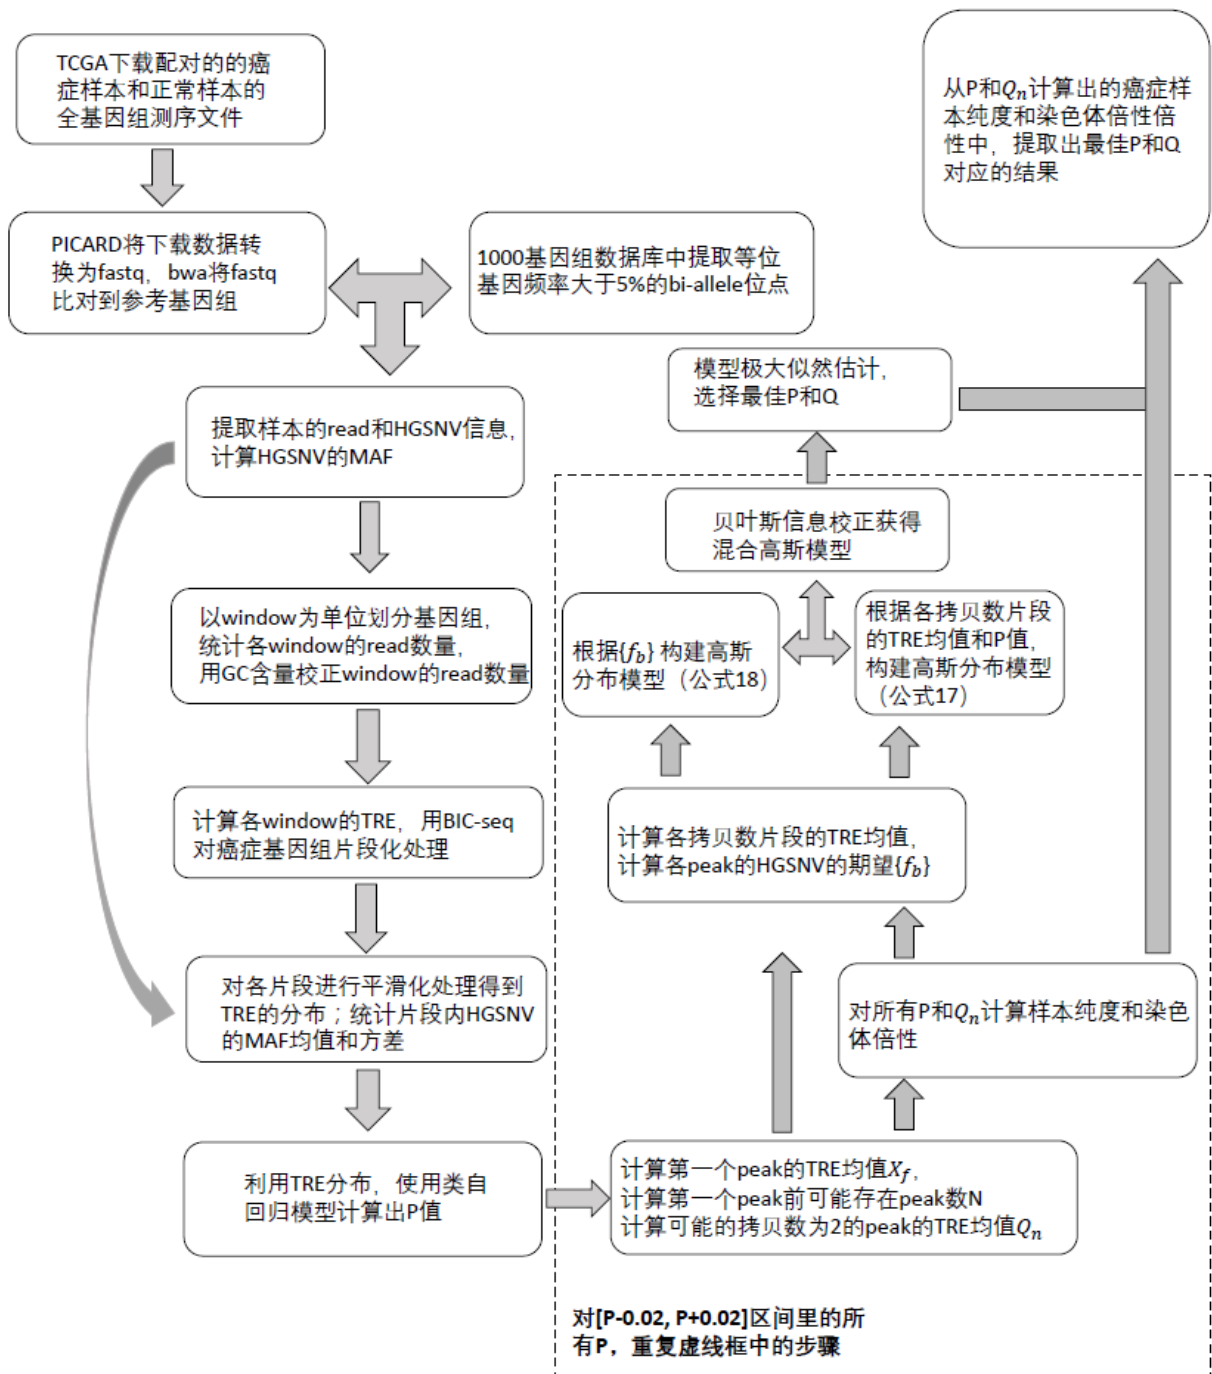 TCGA下载配对的的癌
症样本和正常样本的
全基因组测序文件
PICARD将下载数据转
换为fastq，bwa将fastq
比对到参考基因组
1000基因组数据库中提取等位
基因频率大于5%的bi-allele位点
提取样本的read和HGSNV信息，
计算HGSNV的MAF
以window为单位划分基因组，
统计各window的read数量，
用GC含量校正window的read数量
计算各window的TRE，用BIC-seq
对癌症基因组片段化处理
对各片段进行平滑化处理得到
TRE的分布；统计片段内HGSNV
的MAF均值和方差
利用TRE分布，使用类自
回归模型计算出P值
计算第一个peak的TRE均值X_f，
计算第一个peak前可能存在peak数N
计算可能的拷贝数为2的peak的TRE均值Q_n
对所有P和Q_n计算样本纯度和染色
体倍性
计算各拷贝数片段的TRE均值，
计算各peak的HGSNV的期望{f_b}
根据{f_b} 构建高斯
分布模型（公式18）
根据各拷贝数片段
的TRE均值和P值，
构建高斯分布模型
（公式17）
贝叶斯信息校正获得
混合高斯模型
模型极大似然估计，
选择最佳P和Q
从P和Q_n计算出的癌症样
本纯度和染色体倍性倍
性中，提取出最佳P和Q
对应的结果
对[P-0.02, P+0.02]区间里的所
有P，重复虚线框中的步骤